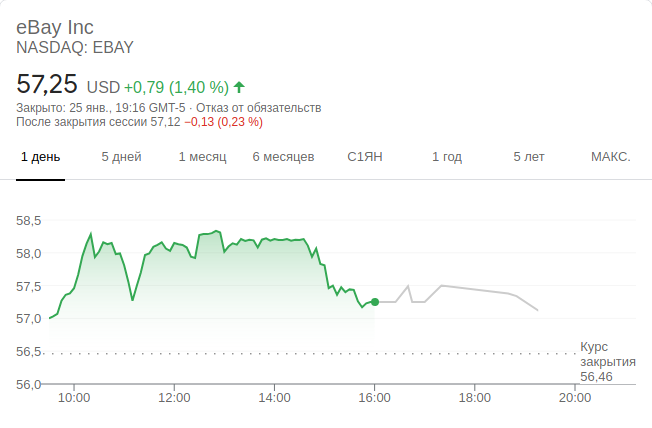 eBay Inc
NASDAQ: EBAY
57,25 USD +0,79 (1,40 %)
Закрыто: 25 янв., 19:16 GMT-5 · Отказ от обязательств
После закрытия сессии 57,12 −0,13 (0,23 %)
1 день 5 дней 1 месяц 6 месяцев С1ЯН 1 год 5 лет МАКС.
58,5
58,0
57,5
57,0
56,5
56,0
Курс
закрытия
56,46
10:00 12:00 14:00 16:00 18:00 20:00